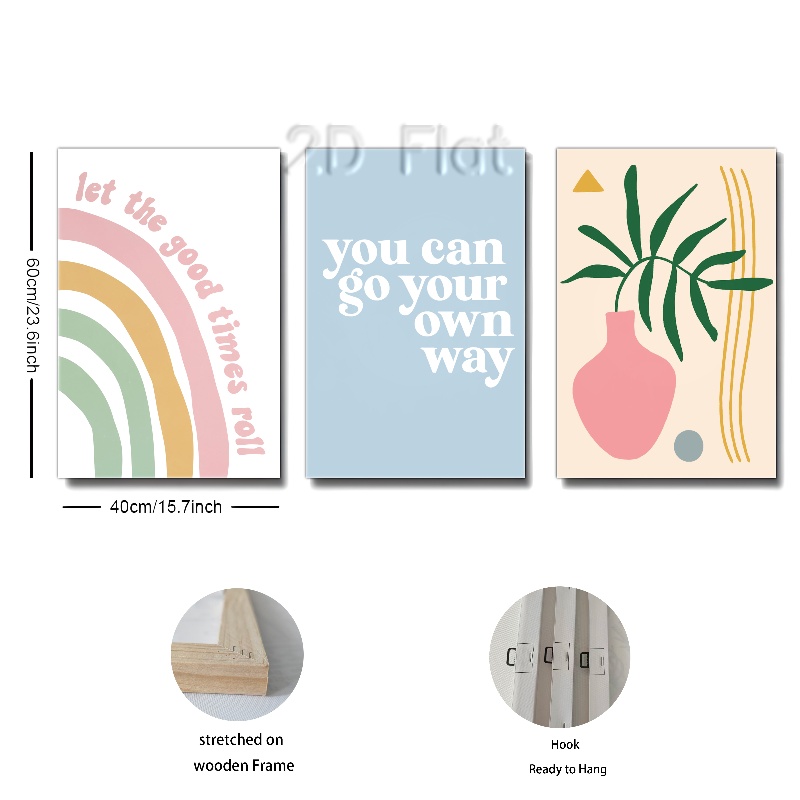 2D Flat
let the good times roll
you can
go your
own
way
60cm/23.6inch
40cm/15.7inch
stretched on
wooden Frame
Hook
Ready to Hang